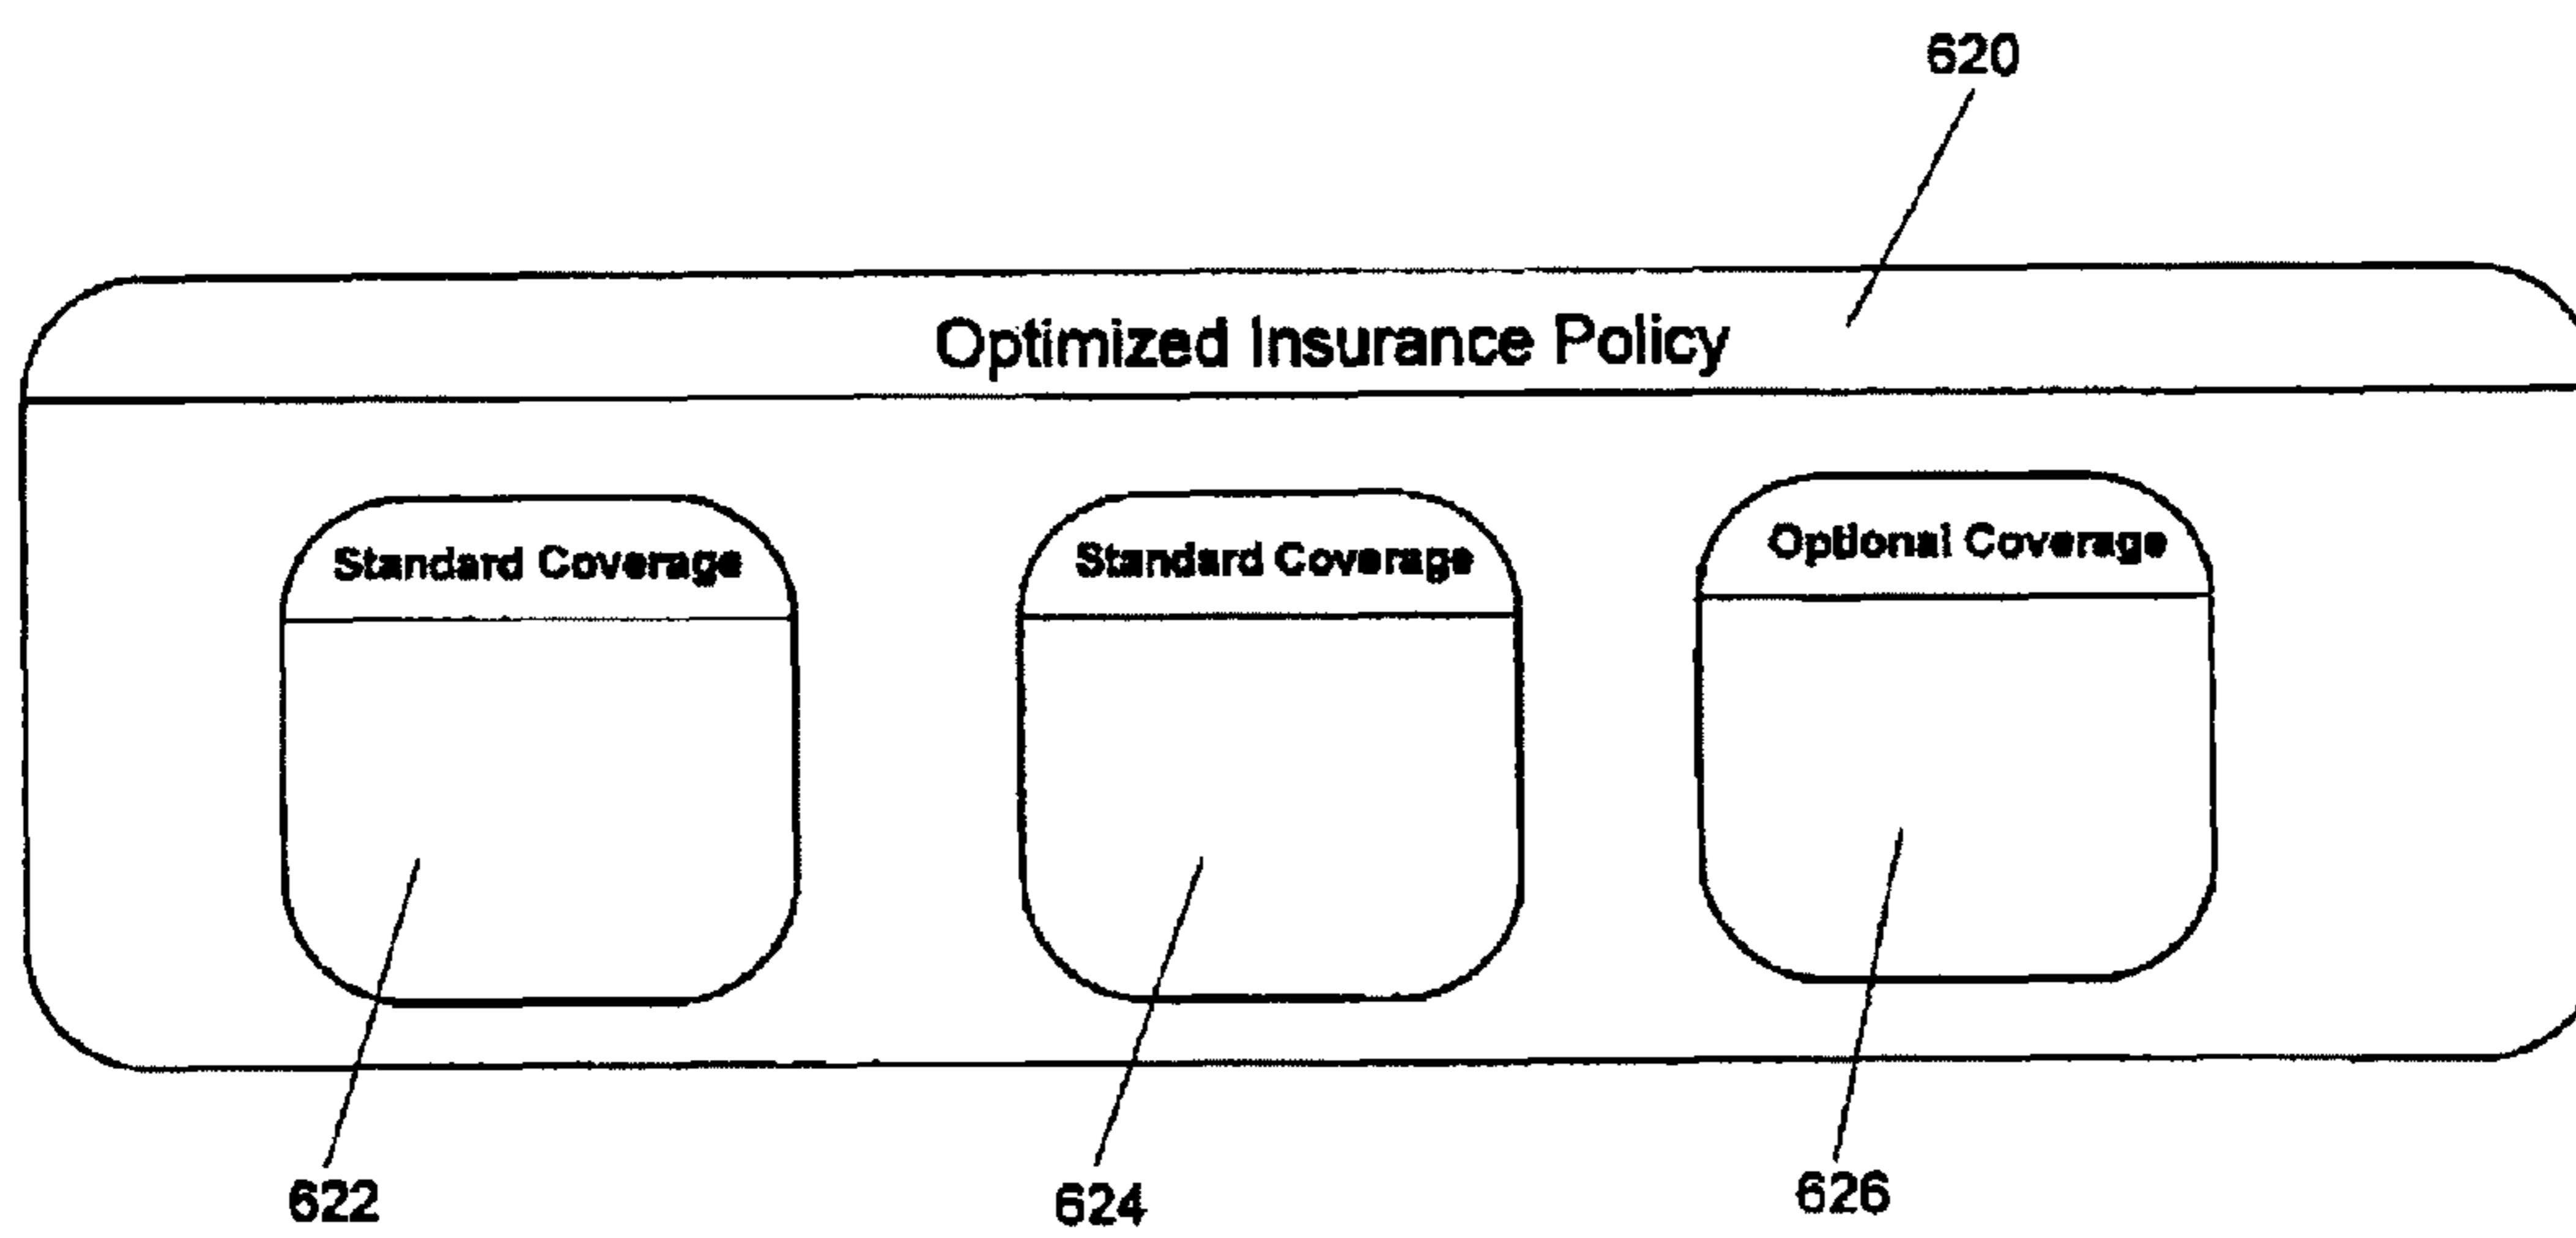 620
Optimized Insurance Policy
Standard Coverage
Standard Coverage
Optional Coverage
622
624
626